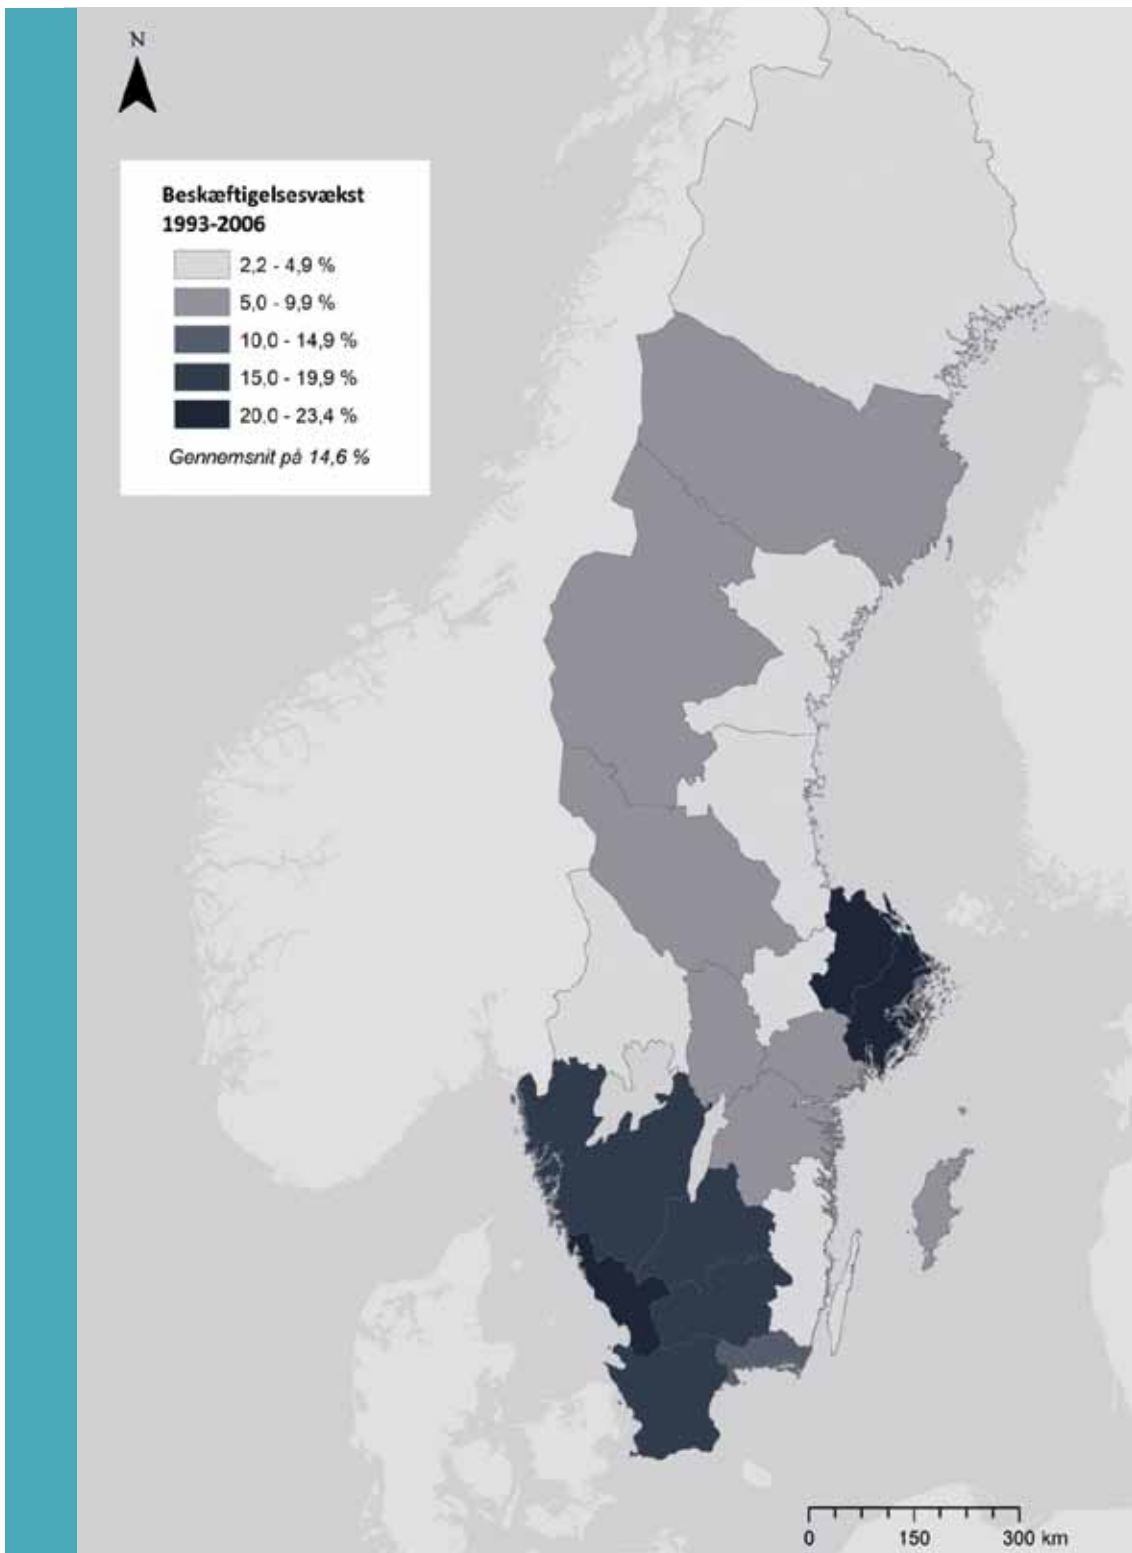 N
Beskæftigelsesvækst
1993-2006
2,2 - 4,9 %
5,0 - 9,9 %
10,0 - 14,9 %
15,0 - 19,9 %
20,0 - 23,4 %
Gennemsnit på 14,6 %
0 150 300 km